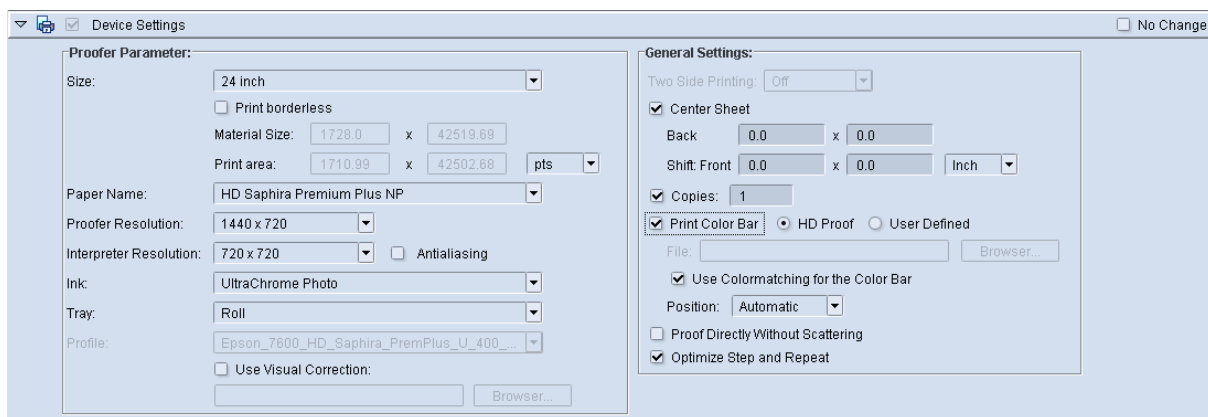 Device Settings
No Change
Proofer Parameter:
Size: 24 inch
Print borderless
Material Size: 1728.0 x 42519.69
Print area: 1710.99 x 42502.68 pts
Paper Name: HD Saphira Premium Plus NP
Proofer Resolution: 1440 x 720
Interpreter Resolution: 720 x 720 Antialiasing
Ink: UltraChrome Photo
Tray: Roll
Profile: Epson_7600_HD_Saphira_PremPlus_U_400_...
Use Visual Correction:
Browser...
General Settings:
Two Side Printing: Off
Center Sheet
Back 0.0 x 0.0
Shift: Front 0.0 x 0.0 Inch
Copies: 1
Print Color Bar HD Proof User Defined
File: Browser...
Use Colormatching for the Color Bar
Position: Automatic
Proof Directly Without Scattering
Optimize Step and Repeat